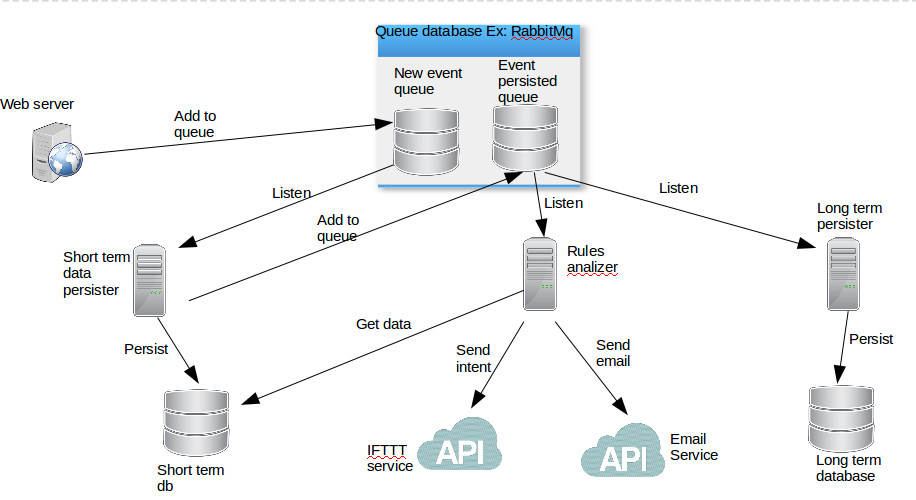 Queue database Ex: RabbitMq
New event
queue
Event
persisted
queue
Web server
Add to
queue
Listen
Add to
queue
Listen
Listen
Long term
persister
Short term
data
persister
Rules
analizer
Get data
Persist
Send
intent
Send
email
Persist
IFTTT
service
API
API
Email
Service
Short term
db
Long term
database